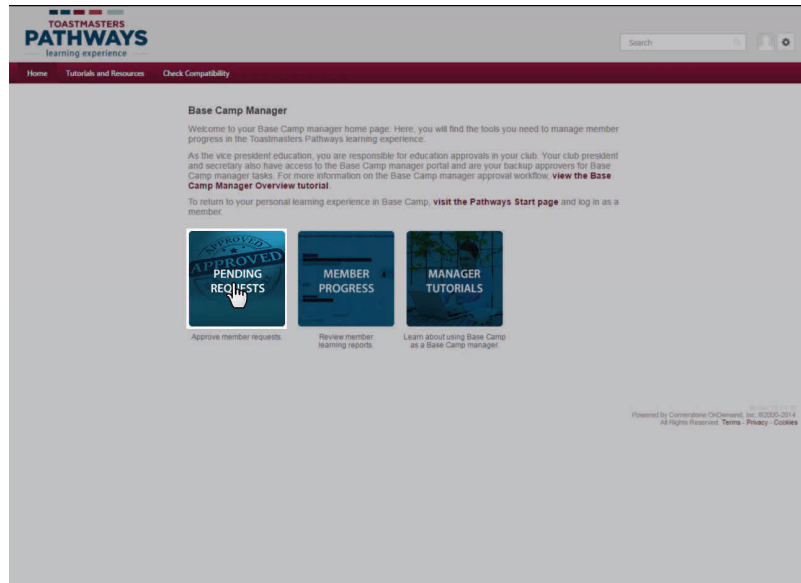 TOASTMASTERS
PATHWAYS
learning experience
Search
Home Tutorials and Resources Check Compatibility
Base Camp Manager
Welcome to your Base Camp manager home page. Here, you will find the tools you need to manage member
progress in the Toastmasters Pathways learning experience.
As the vice president education, you are responsible for education approvals in your club. Your club president
and secretary also have access to the Base Camp manager portal and are your backup approvers for Base
Camp manager tasks. For more information on the Base Camp manager approval workflow, view the Base
Camp Manager Overview tutorial.
To return to your personal learning experience in Base Camp, visit the Pathways Start page and log in as a
member.
APPROVED
APPROVED
PENDING
REQUESTS
MEMBER
PROGRESS
MANAGER
TUTORIALS
Approve member requests.
Review member
learning reports.
Learn about using Base Camp
as a Base Camp manager.
Powered by Cornerstone OnDemand, Inc. ©2000-2014
All Rights Reserved. Terms - Privacy - Cookies